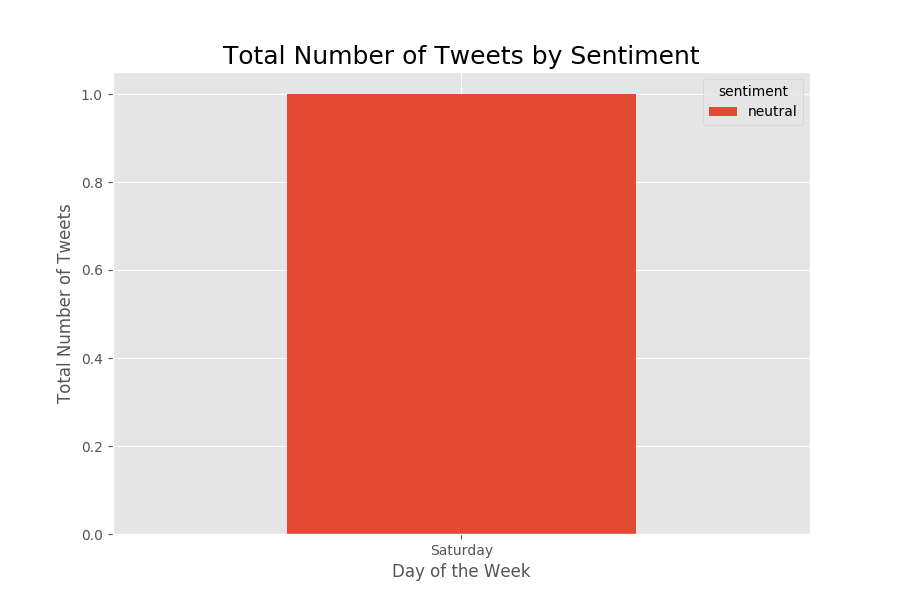 Total Number of Tweets by Sentiment
sentiment
neutral
1.0
0.8
0.6
0.4
0.2
0.0
Total Number of Tweets
Saturday
Day of the Week